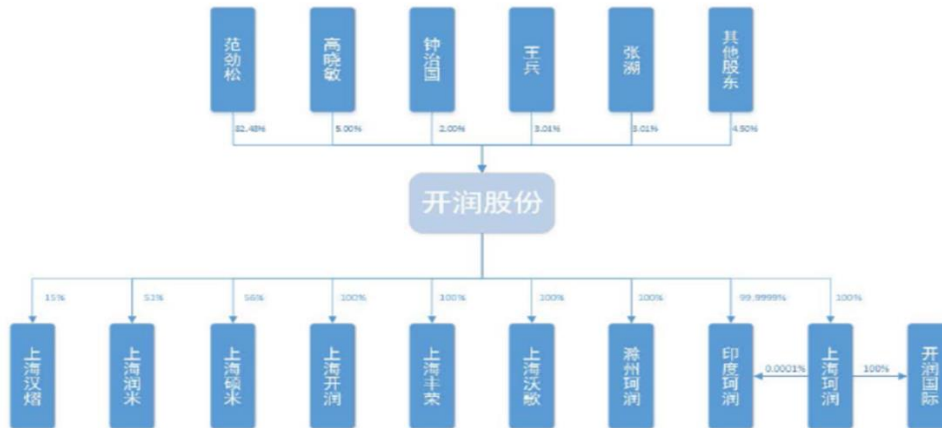 范劲松
高晓敏
钟治国
王兵
张溯
其他股东
82.48%
5.00%
2.00%
3.01%
3.01%
4.50%
开润股份
15%
51%
56%
100%
100%
100%
100%
99.9999%
100%
上海汉熠
上海润米
上海硕米
上海开润
上海丰荣
上海沃歌
滁州珂润
印度珂润
0.0001%
上海珂润
100%
开润国际